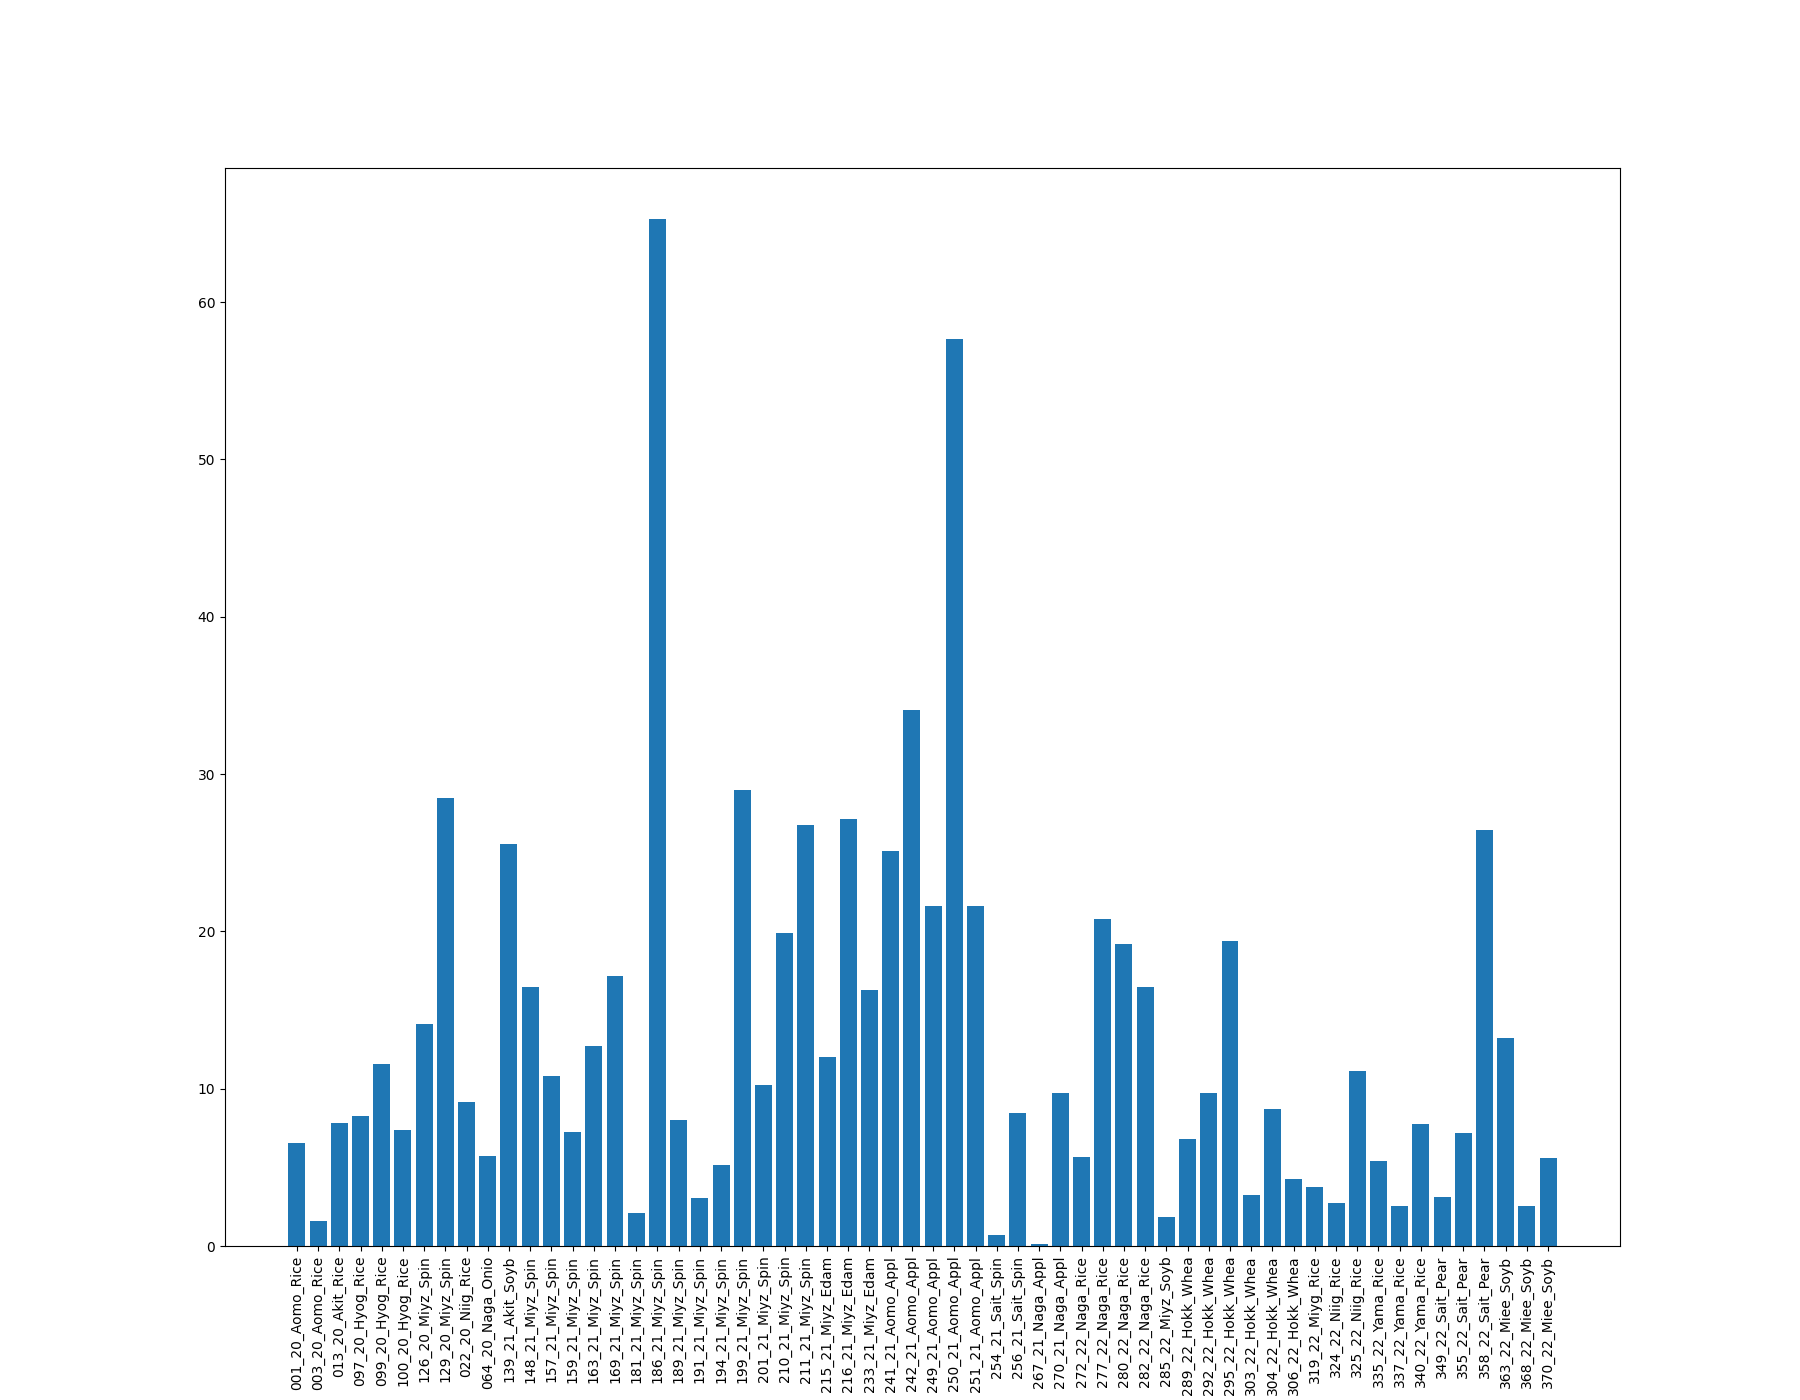 60
50
40
30
20
10
0
001_20_Aomo_Rice
003_20_Aomo_Rice
013_20_Akit_Rice
097_20_Hyog_Rice
099_20_Hyog_Rice
100_20_Hyog_Rice
126_20_Miyz_Spin
129_20_Miyz_Spin
022_20_Niig_Rice
064_20_Naga_Onio
139_21_Akit_Soyb
148_21_Miyz_Spin
157_21_Miyz_Spin
159_21_Miyz_Spin
163_21_Miyz_Spin
169_21_Miyz_Spin
181_21_Miyz_Spin
186_21_Miyz_Spin
189_21_Miyz_Spin
191_21_Miyz_Spin
194_21_Miyz_Spin
199_21_Miyz_Spin
201_21_Miyz_Spin
210_21_Miyz_Spin
211_21_Miyz_Spin
215_21_Miyz_Edam
216_21_Miyz_Edam
233_21_Miyz_Edam
241_21_Aomo_Appl
242_21_Aomo_Appl
249_21_Aomo_Appl
250_21_Aomo_Appl
251_21_Aomo_Appl
254_21_Sait_Spin
256_21_Sait_Spin
267_21_Naga_Appl
270_21_Naga_Appl
272_22_Naga_Rice
277_22_Naga_Rice
280_22_Naga_Rice
282_22_Naga_Rice
285_22_Miyz_Soyb
289_22_Hokk_Whea
292_22_Hokk_Whea
295_22_Hokk_Whea
303_22_Hokk_Whea
304_22_Hokk_Whea
306_22_Hokk_Whea
319_22_Miyg_Rice
324_22_Niig_Rice
325_22_Niig_Rice
335_22_Yama_Rice
337_22_Yama_Rice
340_22_Yama_Rice
349_22_Sait_Pear
355_22_Sait_Pear
358_22_Sait_Pear
363_22_Miee_Soyb
368_22_Miee_Soyb
370_22_Miee_Soyb